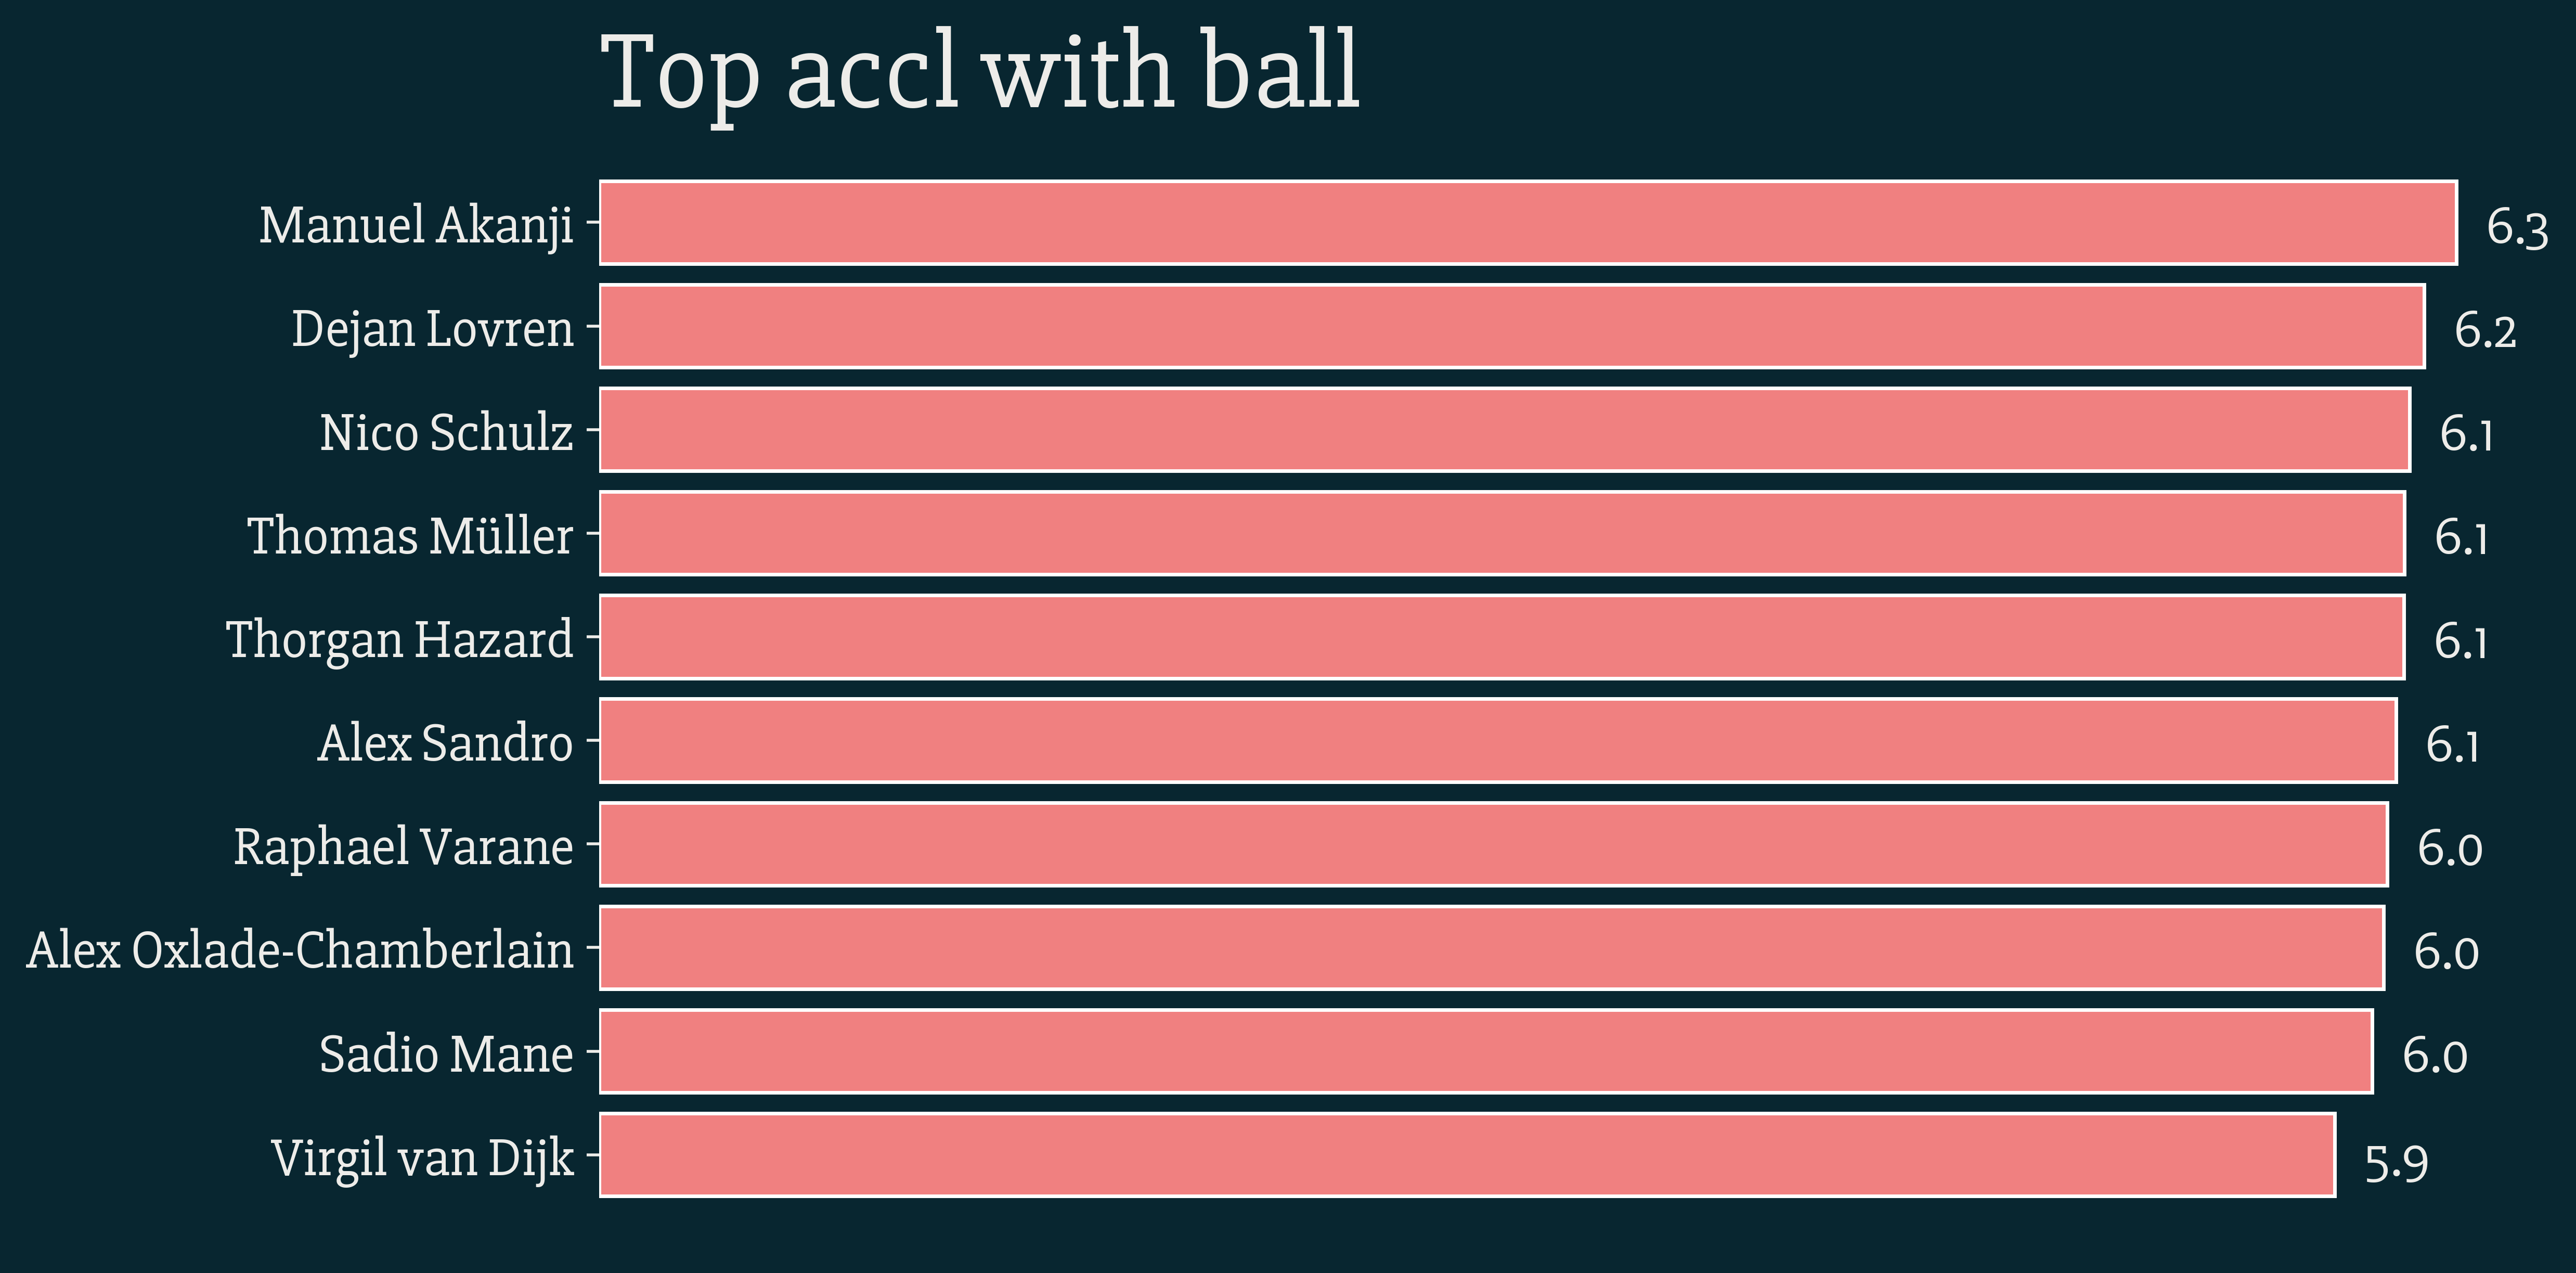 Top accl with ball
Manuel Akanji 6.3
Dejan Lovren 6.2
Nico Schulz 6.1
Thomas Müller 6.1
Thorgan Hazard 6.1
Alex Sandro 6.1
Raphael Varane 6.0
Alex Oxlade-Chamberlain 6.0
Sadio Mane 6.0
Virgil van Dijk 5.9